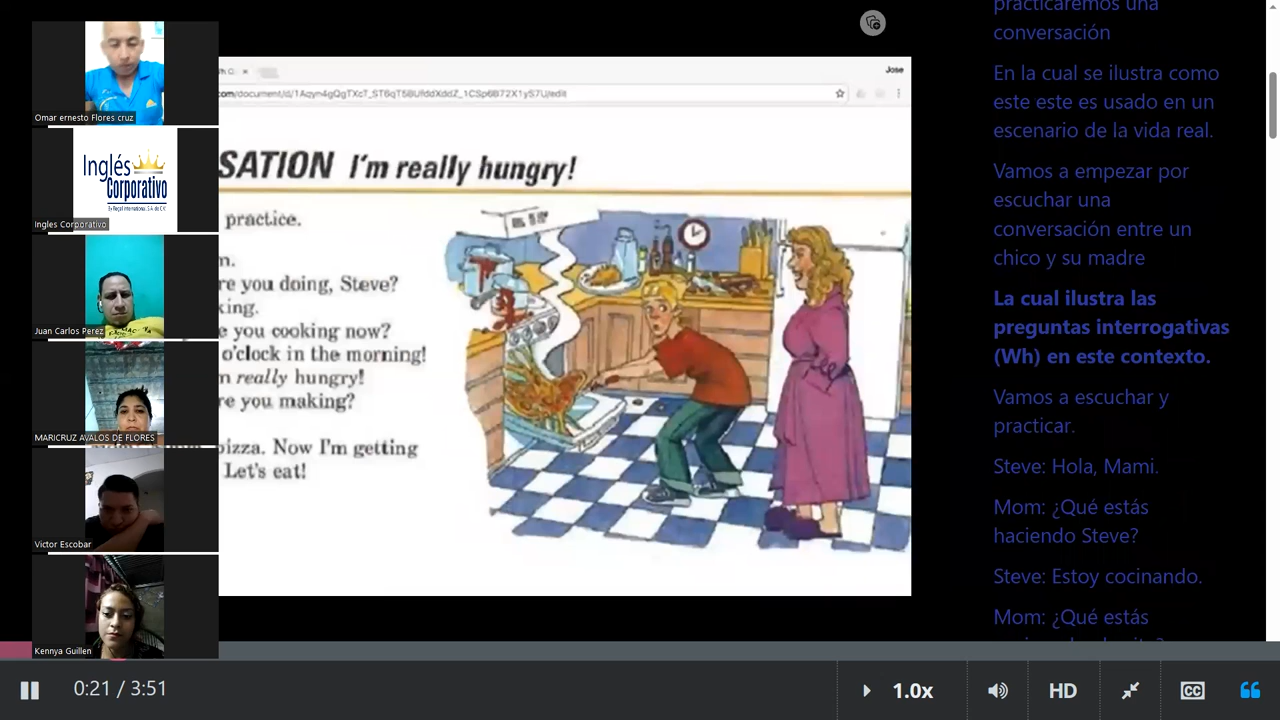 Omar ernesto Flores cruz
Inglés
Corporativo
By Regal International, S.A. de C.V.
Ingles Corporativo
Juan Carlos Perez
MARICRUZ AVALOS DE FLORES
Victor Escobar
Kennya Guillen
Jose
SATION I'm really hungry!
practice.
m.
re you doing, Steve?
king.
e you cooking now?
o'clock in the morning!
m really hungry!
re you making?
pizza. Now I'm getting
Let's eat!
practicaremos una
conversación
En la cual se ilustra como
este este es usado en un
escenario de la vida real.
Vamos a empezar por
escuchar una
conversación entre un
chico y su madre
La cual ilustra las
preguntas interrogativas
(Wh) en este contexto.
Vamos a escuchar y
practicar.
Steve: Hola, Mami.
Mom: ¿Qué estás
haciendo Steve?
Steve: Estoy cocinando.
Mom: ¿Qué estás
0:21 / 3:51
1.0x
HD
CC